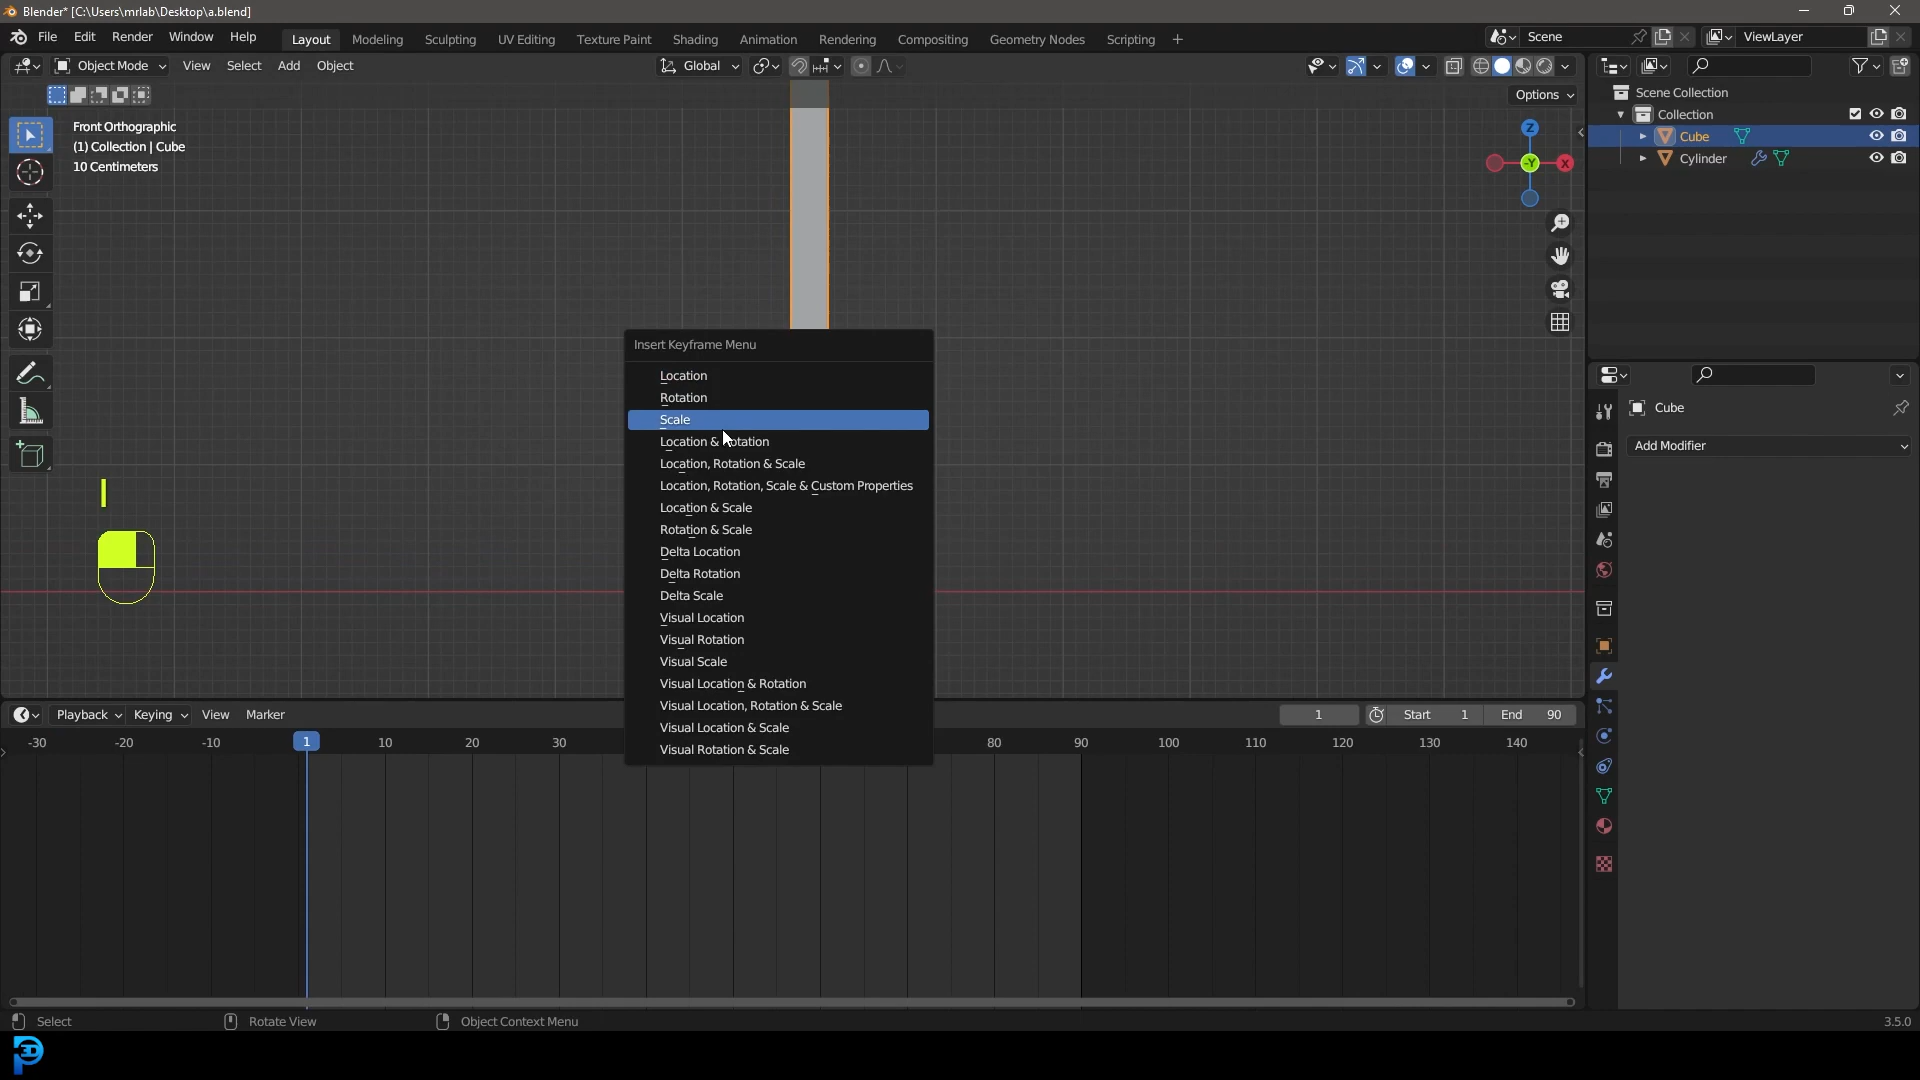 Blender* [C:\Users\mrlab\Desktop\a.blend]
File Edit Render Window Help Layout Modeling Sculpting UV Editing Texture Paint Shading Animation Rendering Compositing Geometry Nodes Scripting + Scene ViewLayer
Object Mode View Select Add Object Global
Options
Front Orthographic
(1) Collection | Cube
10 Centimeters
Z
-Y X
Scene Collection
Collection
Cube
Cylinder
Cube
Add Modifier
I
Insert Keyframe Menu
Location
Rotation
Scale
Location & Rotation
Location, Rotation & Scale
Location, Rotation, Scale & Custom Properties
Location & Scale
Rotation & Scale
Delta Location
Delta Rotation
Delta Scale
Visual Location
Visual Rotation
Visual Scale
Visual Location & Rotation
Visual Location, Rotation & Scale
Visual Location & Scale
Visual Rotation & Scale
Playback Keying View Marker 1 Start 1 End 90
-30 -20 -10 1 10 20 30 80 90 100 110 120 130 140
Select Rotate View Object Context Menu 3.5.0
3D